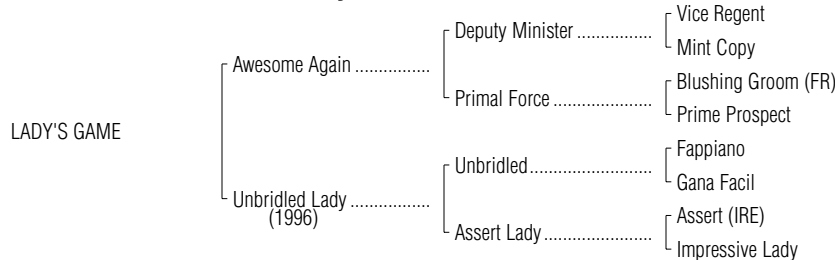 Vice Regent
Deputy Minister ................
Mint Copy
Awesome Again ................
Blushing Groom (FR)
Primal Force .....................
Prime Prospect
LADY'S GAME
Fappiano
Unbridled..........................
Gana Facil
Unbridled Lady .................
(1996)
Assert (IRE)
Assert Lady .......................
Impressive Lady